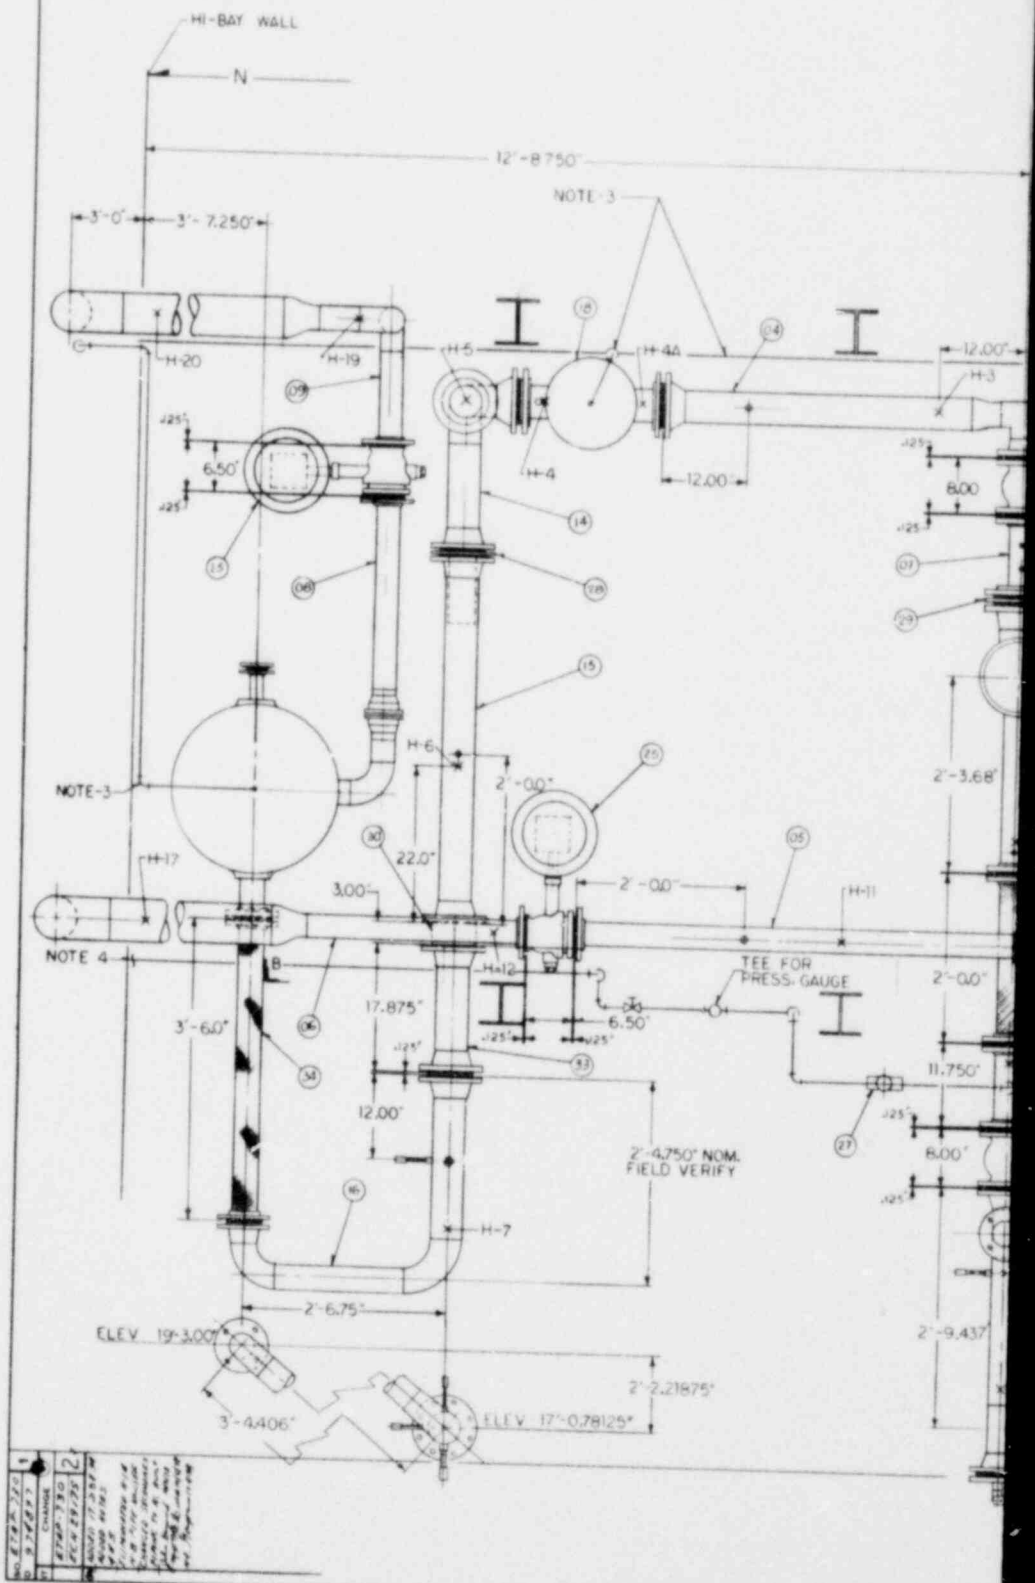 HI-BAY WALL
N
12'-8.750"
NOTE-3
3'-0"
3'-7.250"
18
04
H-5
H-4A
12.00"
H-20
H-19
H-3
09
.125"
6.50"
.125"
H-4
12.00"
.125"
8.00
.125"
14
07
08
28
29
15
H-6
25
2'-0.0"
2'-3.68"
NOTE-3
30
05
H-17
22.0"
3.00"
2'-0.0"
H-11
NOTE 4
B
H-12
TEE FOR
PRESS. GAUGE
2'-0.0"
17.875"
3'-6.0"
06
6.50"
.125"
.125"
.125"
34
33
11.750"
12.00"
27
.125"
8.00"
.125"
2'-4.750" NOM.
FIELD VERIFY
16
H-7
2'-6.75"
ELEV 19'-3.00"
2'-9.437"
2'-2.21875"
3'-4.406"
ELEV 17'-0.78125"
1
CHANGE
2